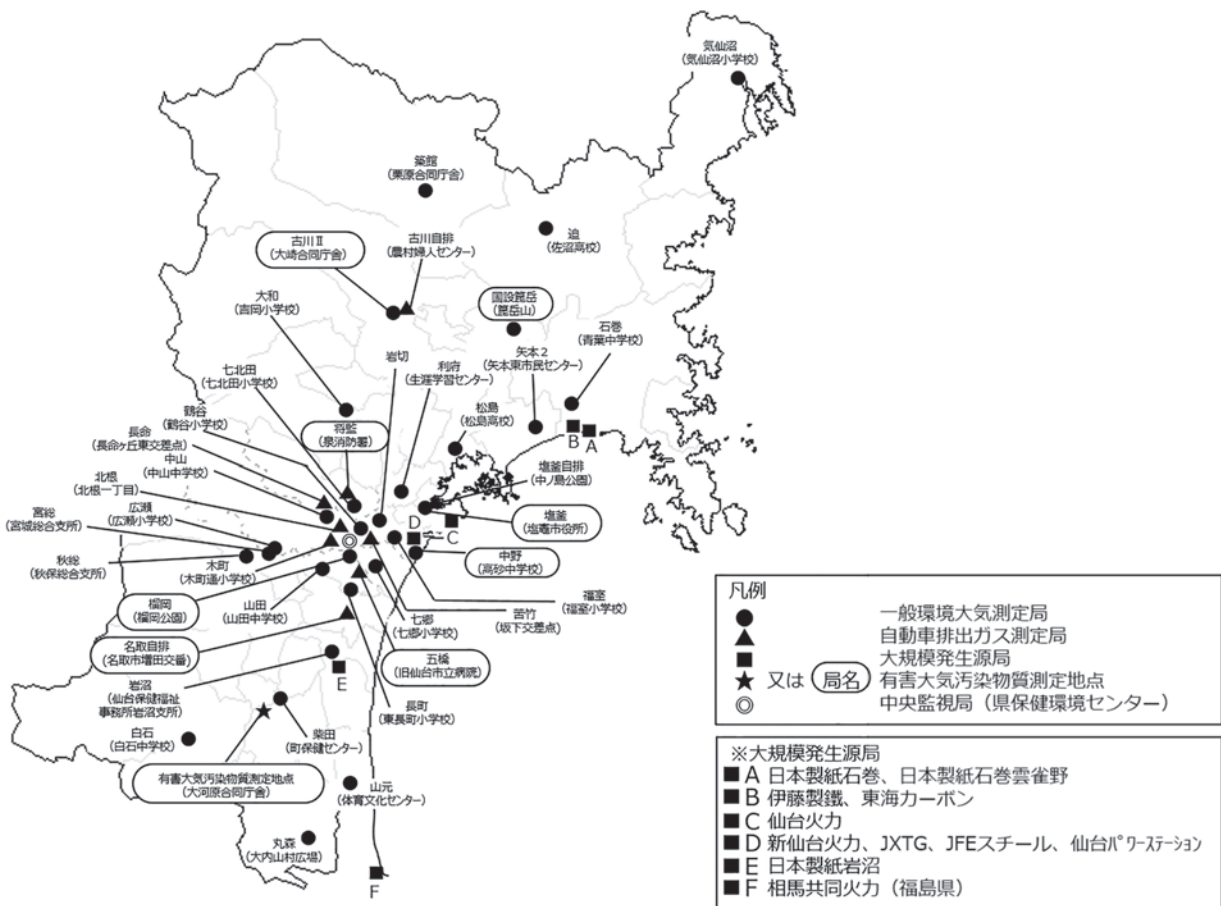 気仙沼
(気仙沼小学校)
築館
(栗原合同庁舎)
迫
(佐沼高校)
古川Ⅱ
(大崎合同庁舎)
古川自排
(農村婦人センター)
大和
(吉岡小学校)
国設箟岳
(箟岳山)
石巻
(青葉中学校)
岩切
利府
(生涯学習センター)
矢本2
(矢本東市民センター)
七北田
(七北田小学校)
鶴谷
(鶴谷小学校)
将監
(泉消防署)
松島
(松島高校)
長命
(長命ヶ丘東交差点)
中山
(中山中学校)
北根
(北根一丁目)
広瀬
(広瀬小学校)
宮総
(宮城総合支所)
秋総
(秋保総合支所)
B
A
塩釜自排
(中ノ島公園)
塩釜
(塩竈市役所)
D
C
中野
(高砂中学校)
木町
(木町通小学校)
榴岡
(榴岡公園)
山田
(山田中学校)
七郷
(七郷小学校)
苦竹
(坂下交差点)
福室
(福室小学校)
名取自排
(名取市増田交番)
五橋
(旧仙台市立病院)
岩沼
(仙台保健福祉
事務所岩沼支所)
E
長町
(東長町小学校)
白石
(白石中学校)
柴田
(町保健センター)
有害大気汚染物質測定地点
(大河原合同庁舎)
山元
(体育文化センター)
丸森
(大内山村広場)
F
凡例
● 一般環境大気測定局
▲ 自動車排出ガス測定局
■ 大規模発生源局
★ 又は 局名 有害大気汚染物質測定地点
◎ 中央監視局(県保健環境センター)
※大規模発生源局
■ A 日本製紙石巻、日本製紙石巻雲雀野
■ B 伊藤製鐵、東海カーボン
■ C 仙台火力
■ D 新仙台火力、JXTG、JFEスチール、仙台ﾊﾟﾜｰｽﾃｰｼｮﾝ
■ E 日本製紙岩沼
■ F 相馬共同火力(福島県)